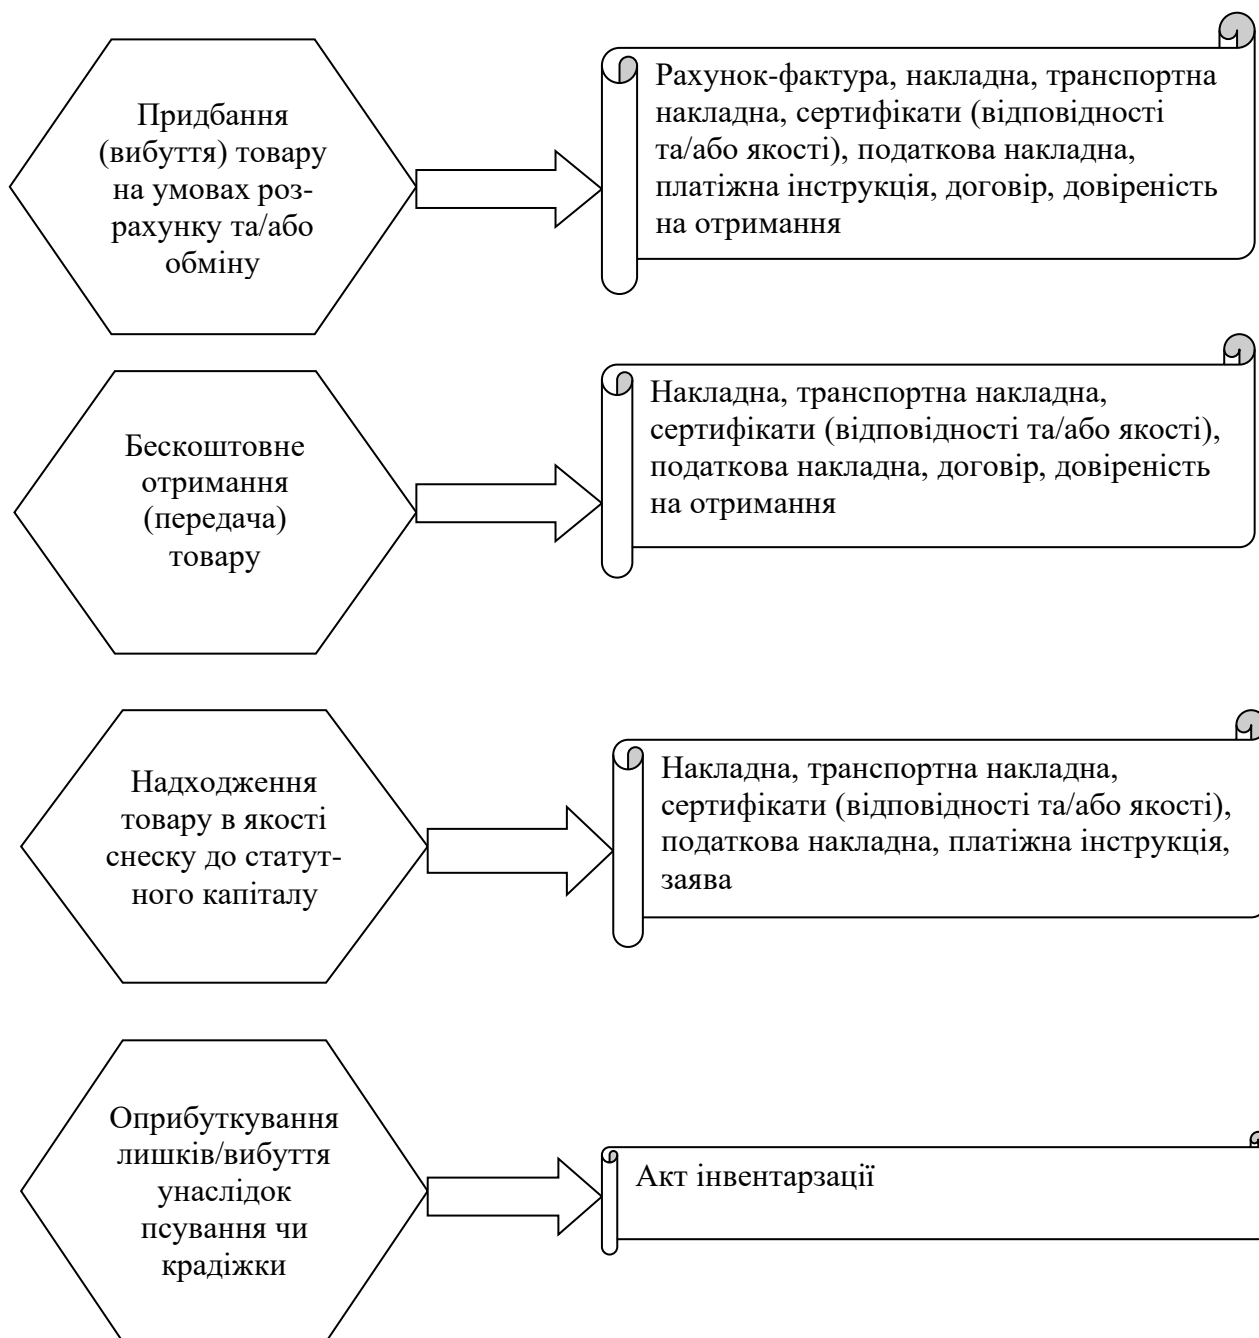 Придбання
(вибуття) товару
на умовах роз-
рахунку та/або
обміну
Рахунок-фактура, накладна, транспортна
накладна, сертифікати (відповідності
та/або якості), податкова накладна,
платіжна інструкція, договір, довіреність
на отримання
Бескоштовне
отримання
(передача)
товару
Накладна, транспортна накладна,
сертифікати (відповідності та/або якості),
податкова накладна, договір, довіреність
на отримання
Надходження
товару в якості
снеску до статут-
ного капіталу
Накладна, транспортна накладна,
сертифікати (відповідності та/або якості),
податкова накладна, платіжна інструкція,
заява
Оприбуткування
лишків/вибуття
унаслідок
псування чи
крадіжки
Акт інвентарзації